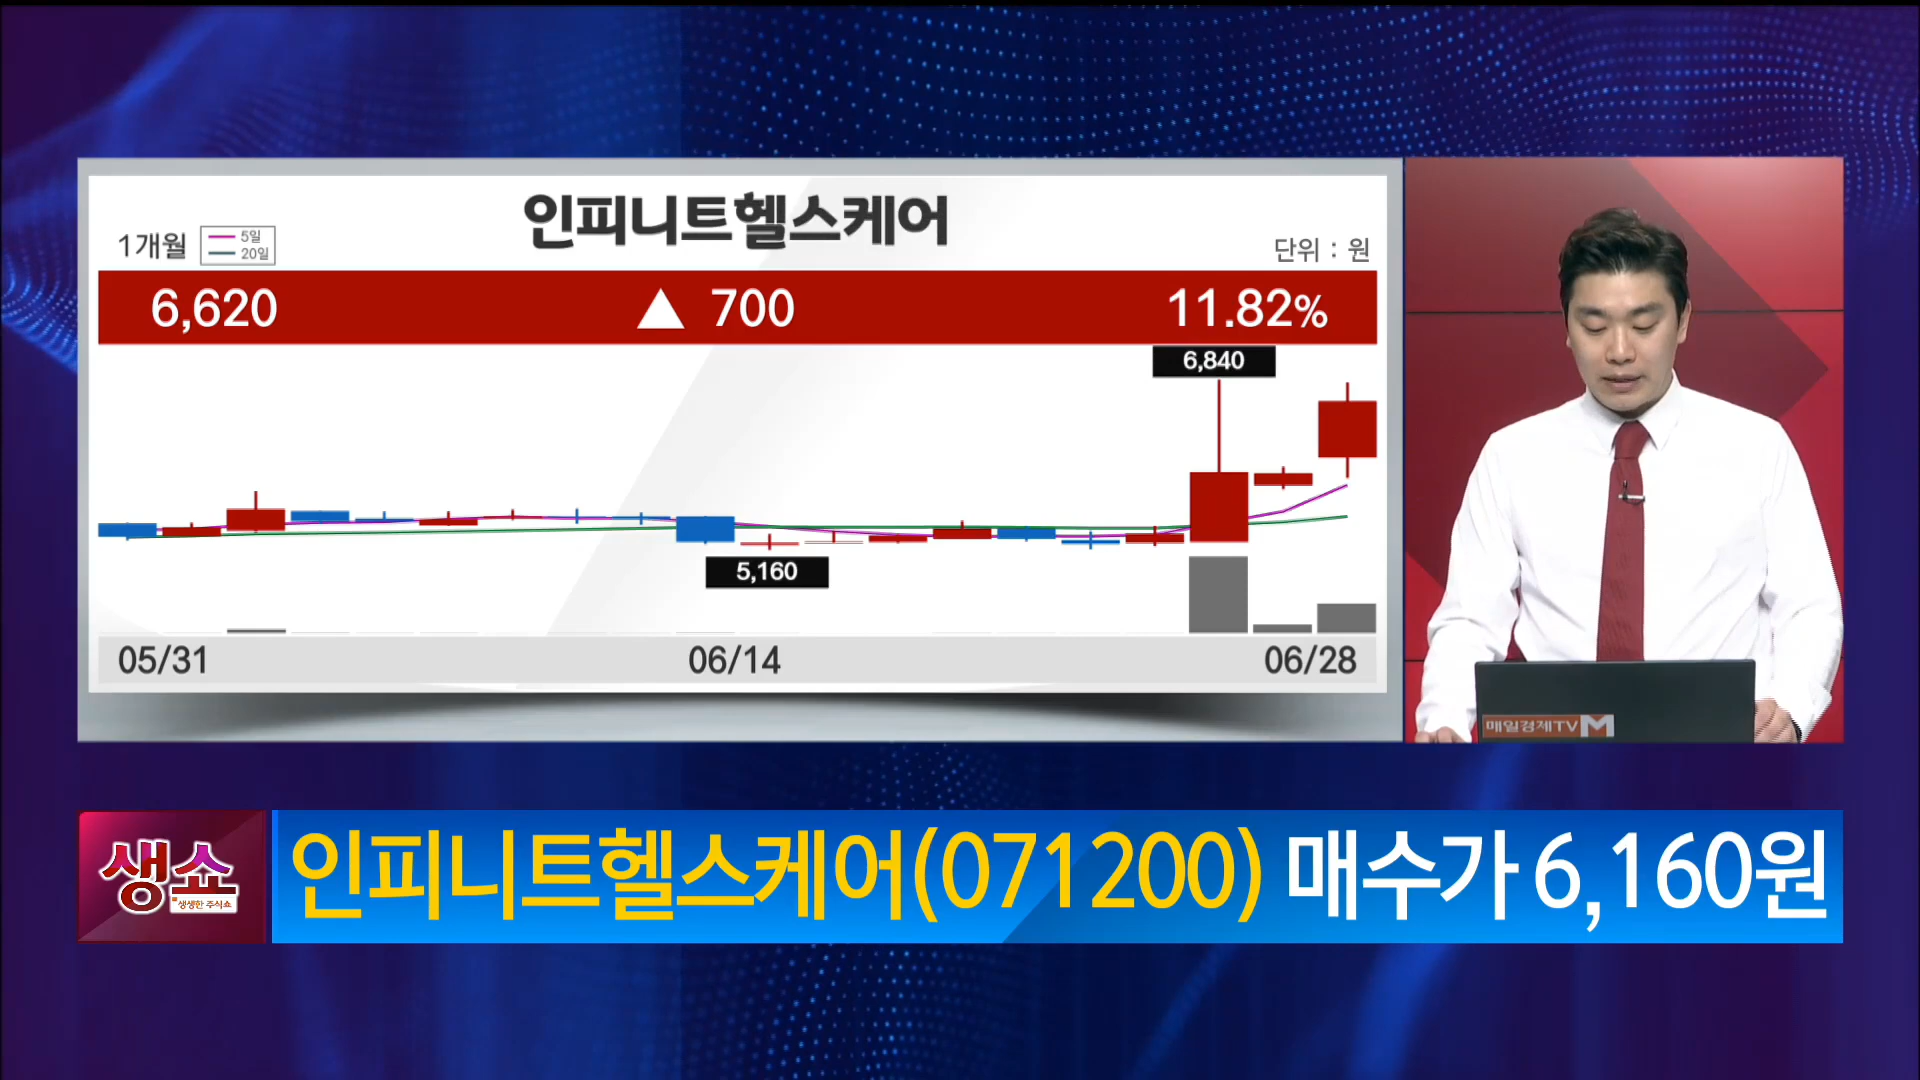 인피니트헬스케어
1개월
5일
20일
단위 : 원
6,620 ▲ 700 11.82%
6,840
5,160
05/31 06/14 06/28
매일경제TV M
생쇼
생생한 주식쇼
인피니트헬스케어(071200) 매수가 6,160원